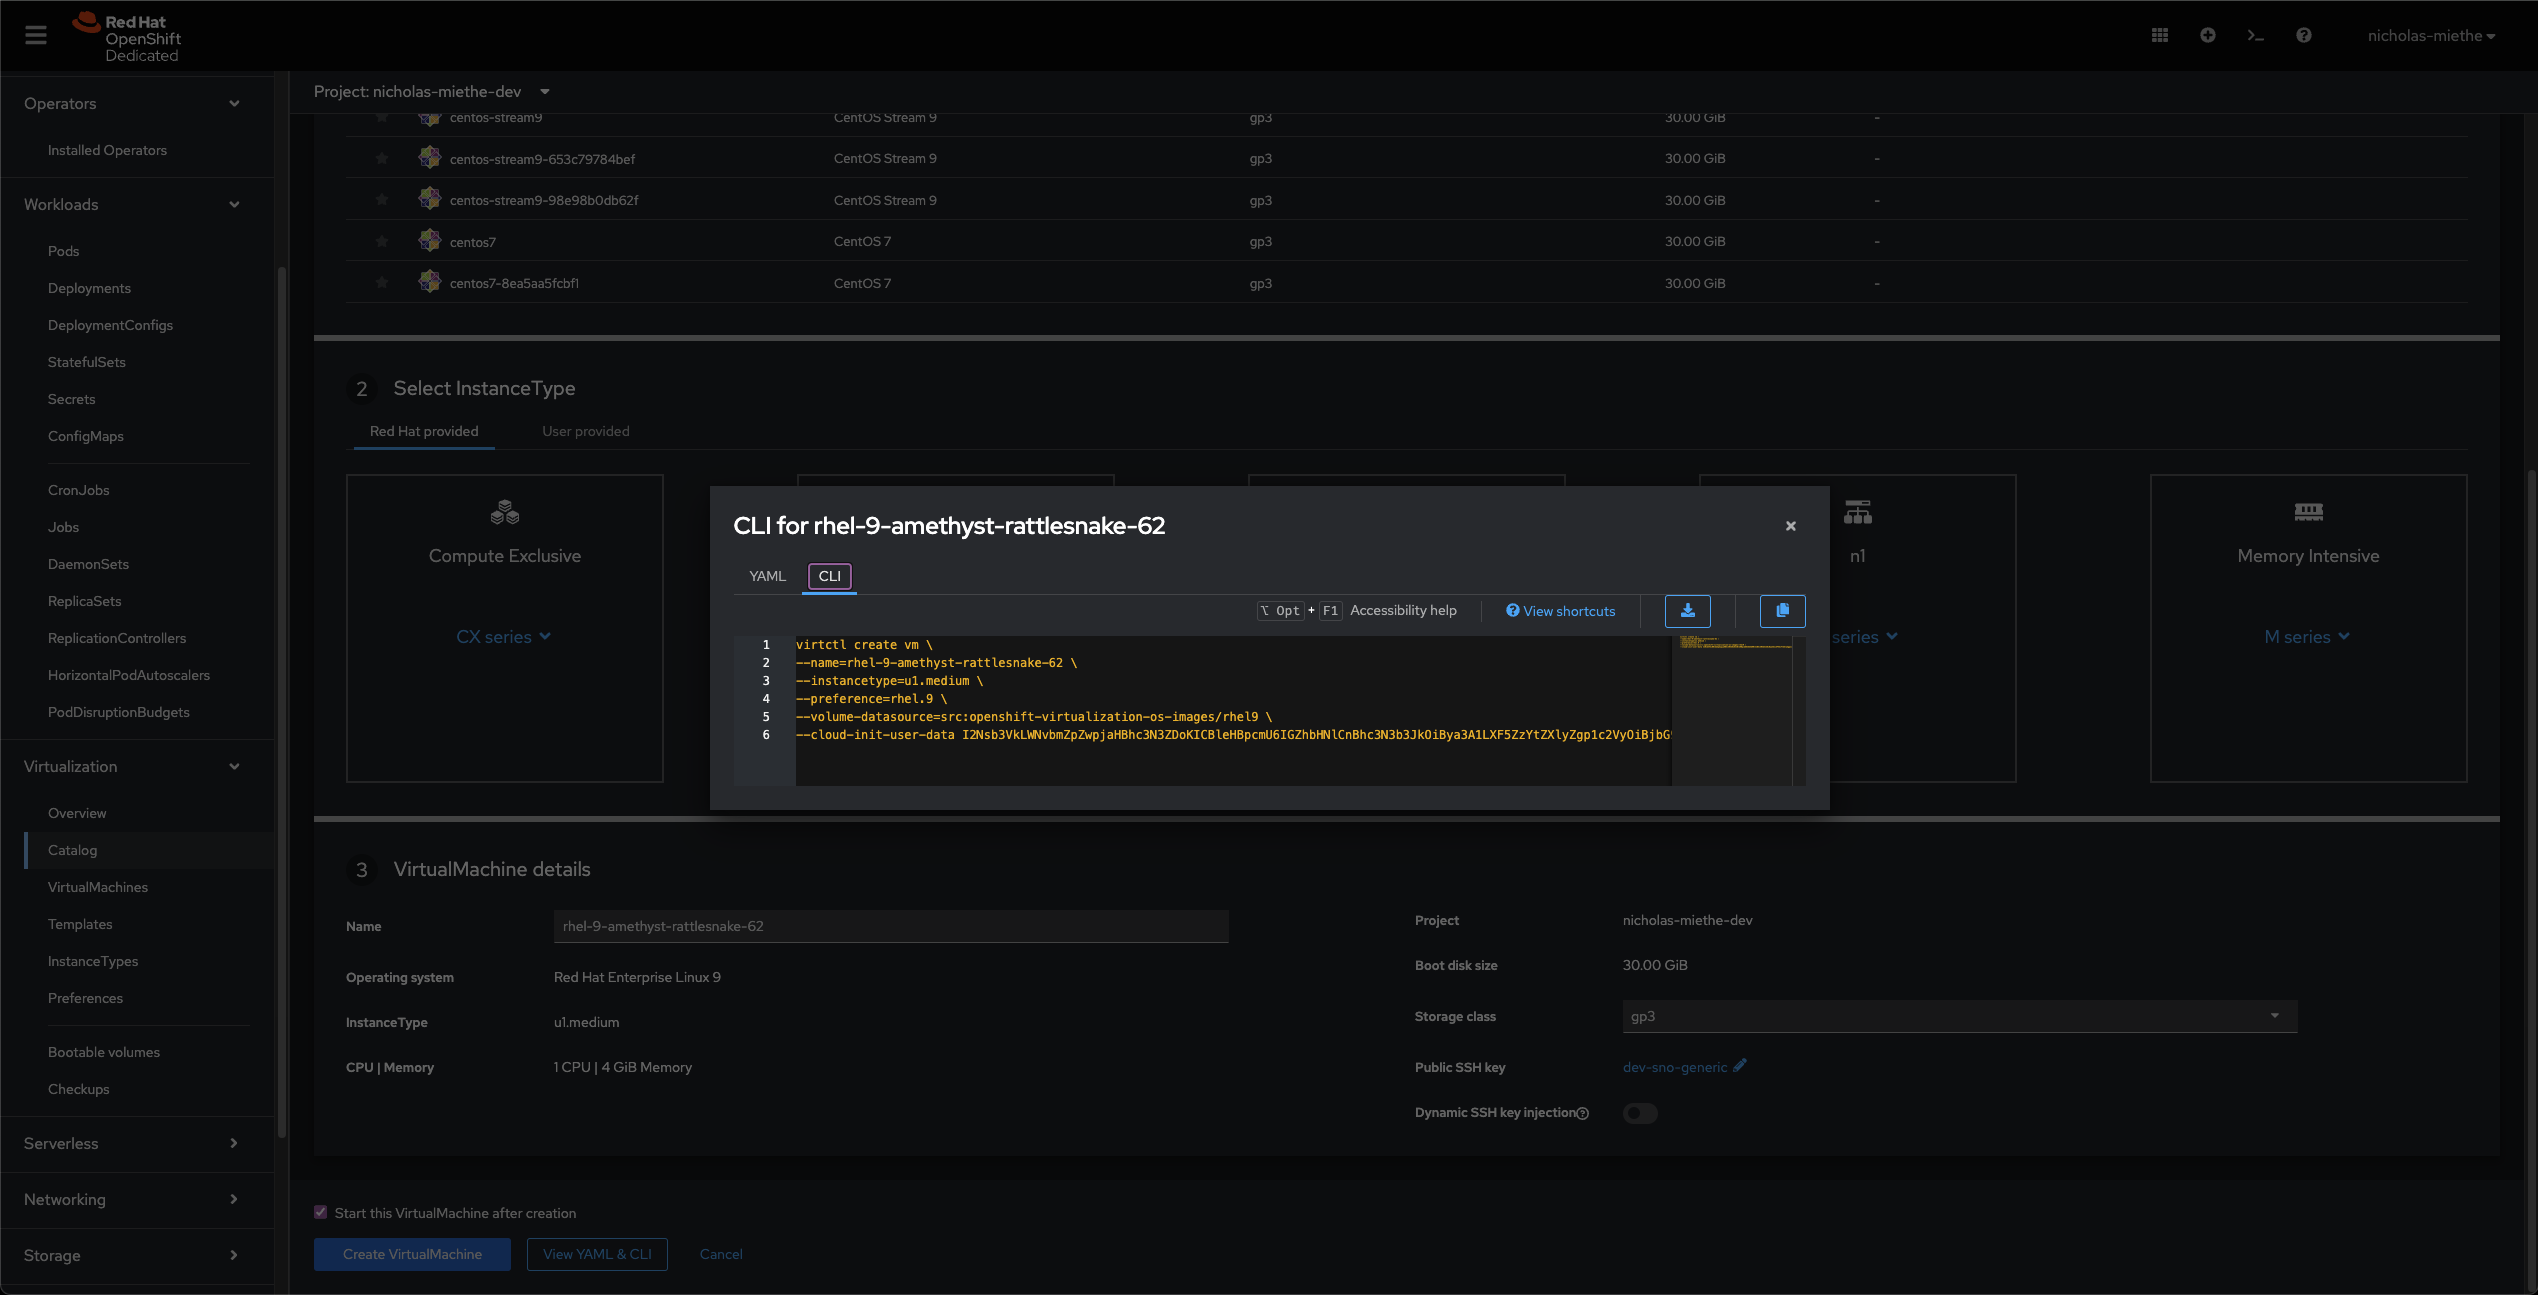 Red Hat
OpenShift
Dedicated
nicholas-miethe
Operators
Installed Operators
Workloads
Pods
Deployments
DeploymentConfigs
StatefulSets
Secrets
ConfigMaps
CronJobs
Jobs
DaemonSets
ReplicaSets
ReplicationControllers
HorizontalPodAutoscalers
PodDisruptionBudgets
Virtualization
Overview
Catalog
VirtualMachines
Templates
InstanceTypes
Preferences
Bootable volumes
Checkups
Serverless
Networking
Storage
Project: nicholas-miethe-dev
centos-stream9 CentOS Stream 9 gp3 30.00 GiB -
centos-stream9-653c79784bef CentOS Stream 9 gp3 30.00 GiB -
centos-stream9-98e98b0db62f CentOS Stream 9 gp3 30.00 GiB -
centos7 CentOS 7 gp3 30.00 GiB -
centos7-8ea5aa5fcbf1 CentOS 7 gp3 30.00 GiB -
2 Select InstanceType
Red Hat provided User provided
Compute Exclusive
CX series
n1
series
Memory Intensive
M series
CLI for rhel-9-amethyst-rattlesnake-62
YAML CLI
⌥ Opt + F1 Accessibility help View shortcuts
1 virtctl create vm \
2 --name=rhel-9-amethyst-rattlesnake-62 \
3 --instancetype=u1.medium \
4 --preference=rhel.9 \
5 --volume-datasource=src:openshift-virtualization-os-images/rhel9 \
6 --cloud-init-user-data
3 VirtualMachine details
Name rhel-9-amethyst-rattlesnake-62
Operating system Red Hat Enterprise Linux 9
InstanceType u1.medium
CPU | Memory 1 CPU | 4 GiB Memory
Project nicholas-miethe-dev
Boot disk size 30.00 GiB
Storage class gp3
Public SSH key dev-sno-generic
Dynamic SSH key injection
Start this VirtualMachine after creation
Create VirtualMachine View YAML & CLI Cancel